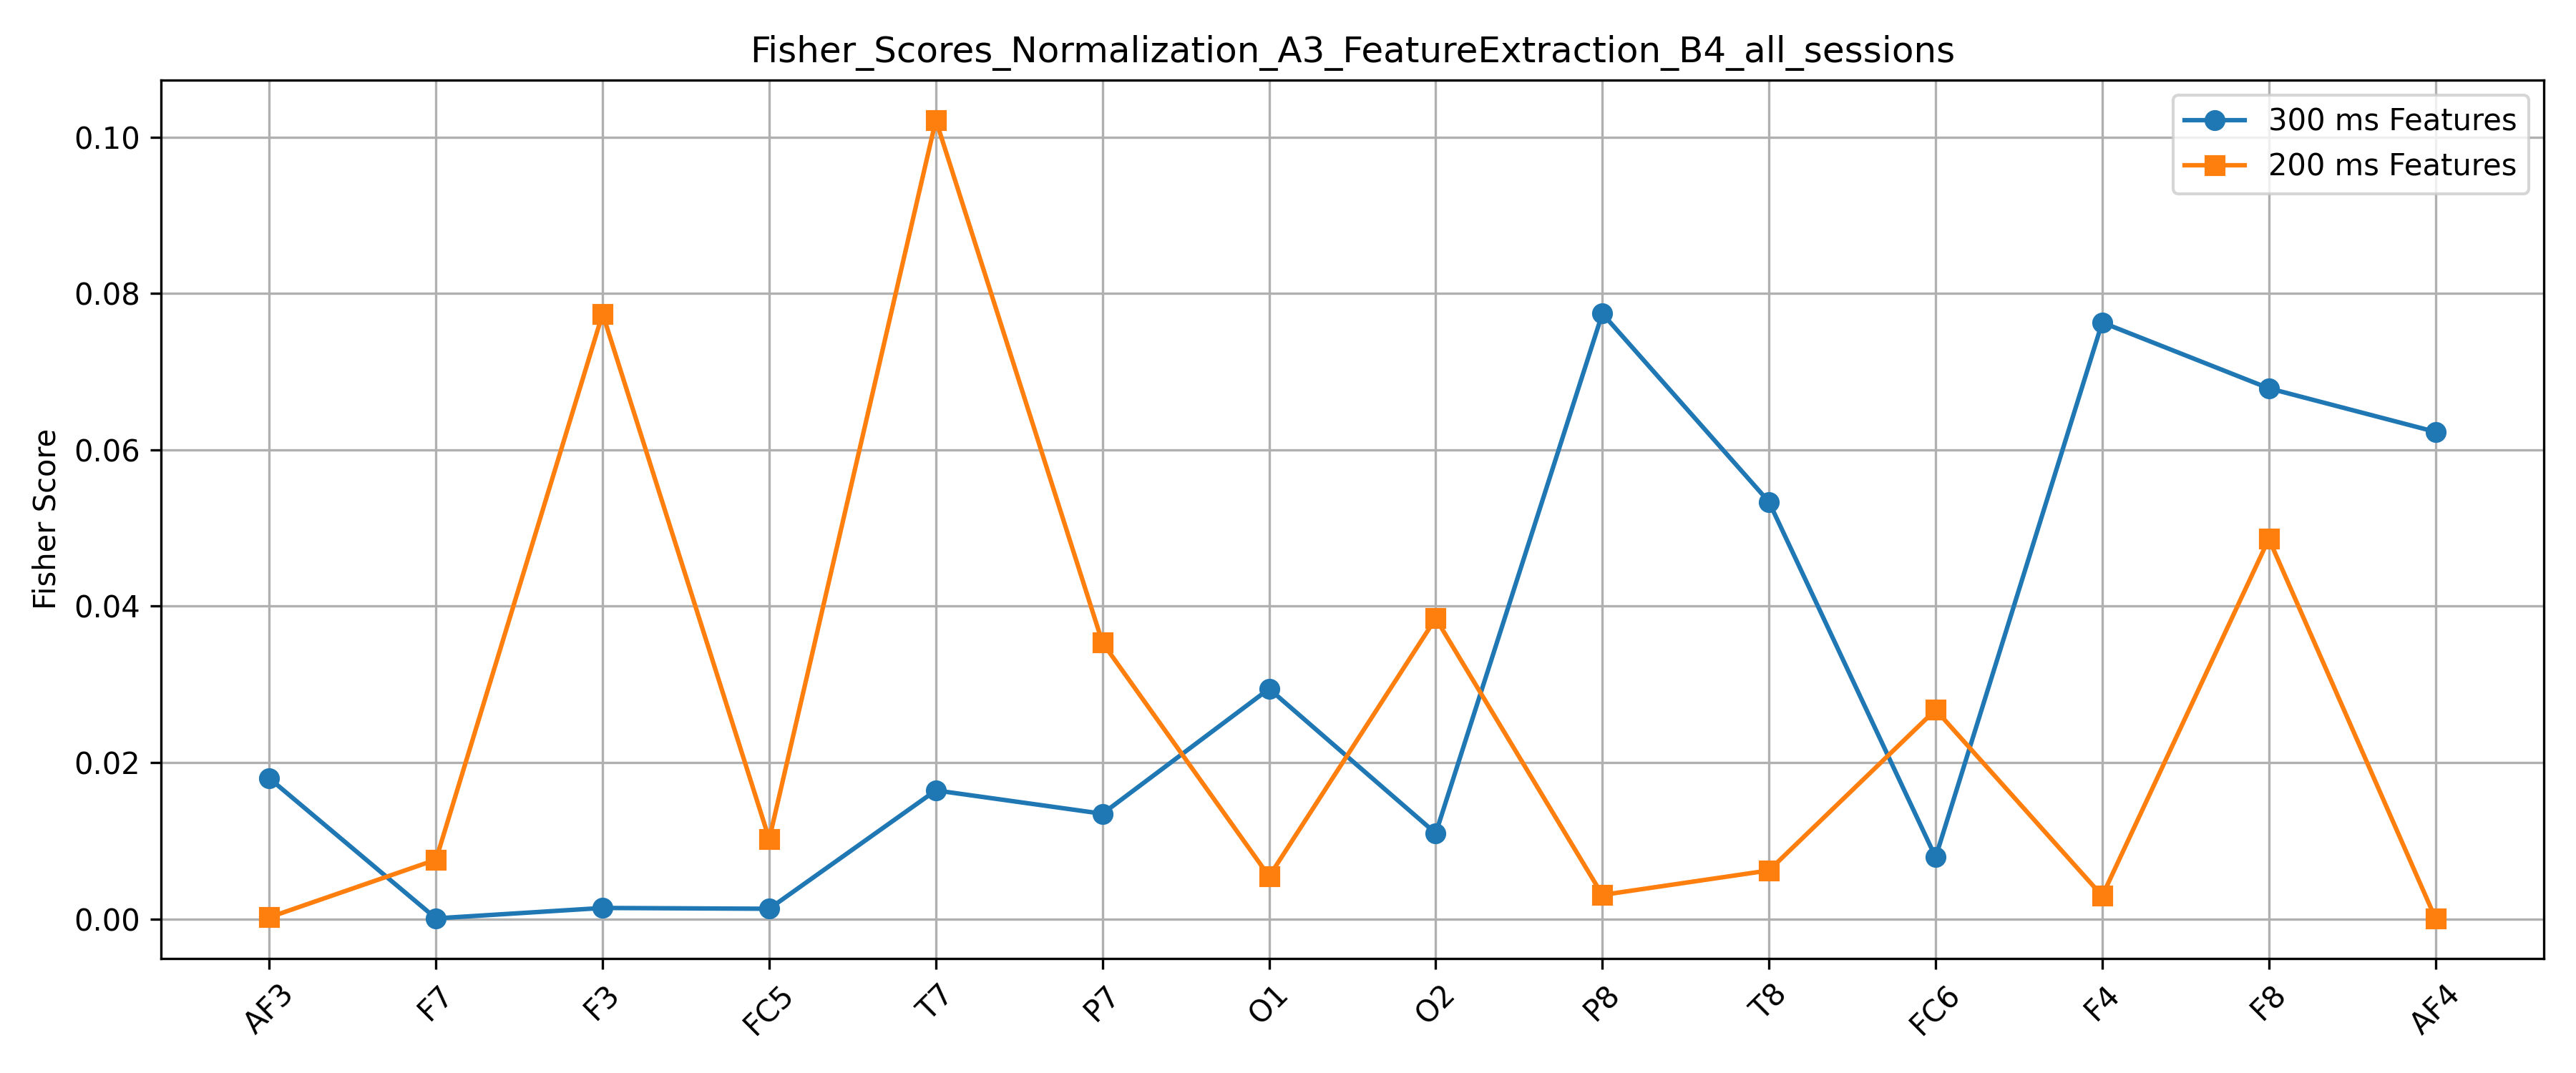 Fisher_Scores_Normalization_A3_FeatureExtraction_B4_all_sessions
300 ms Features
200 ms Features
Fisher Score
0.10
0.08
0.06
0.04
0.02
0.00
AF3
F7
F3
FC5
T7
P7
O1
O2
P8
T8
FC6
F4
F8
AF4